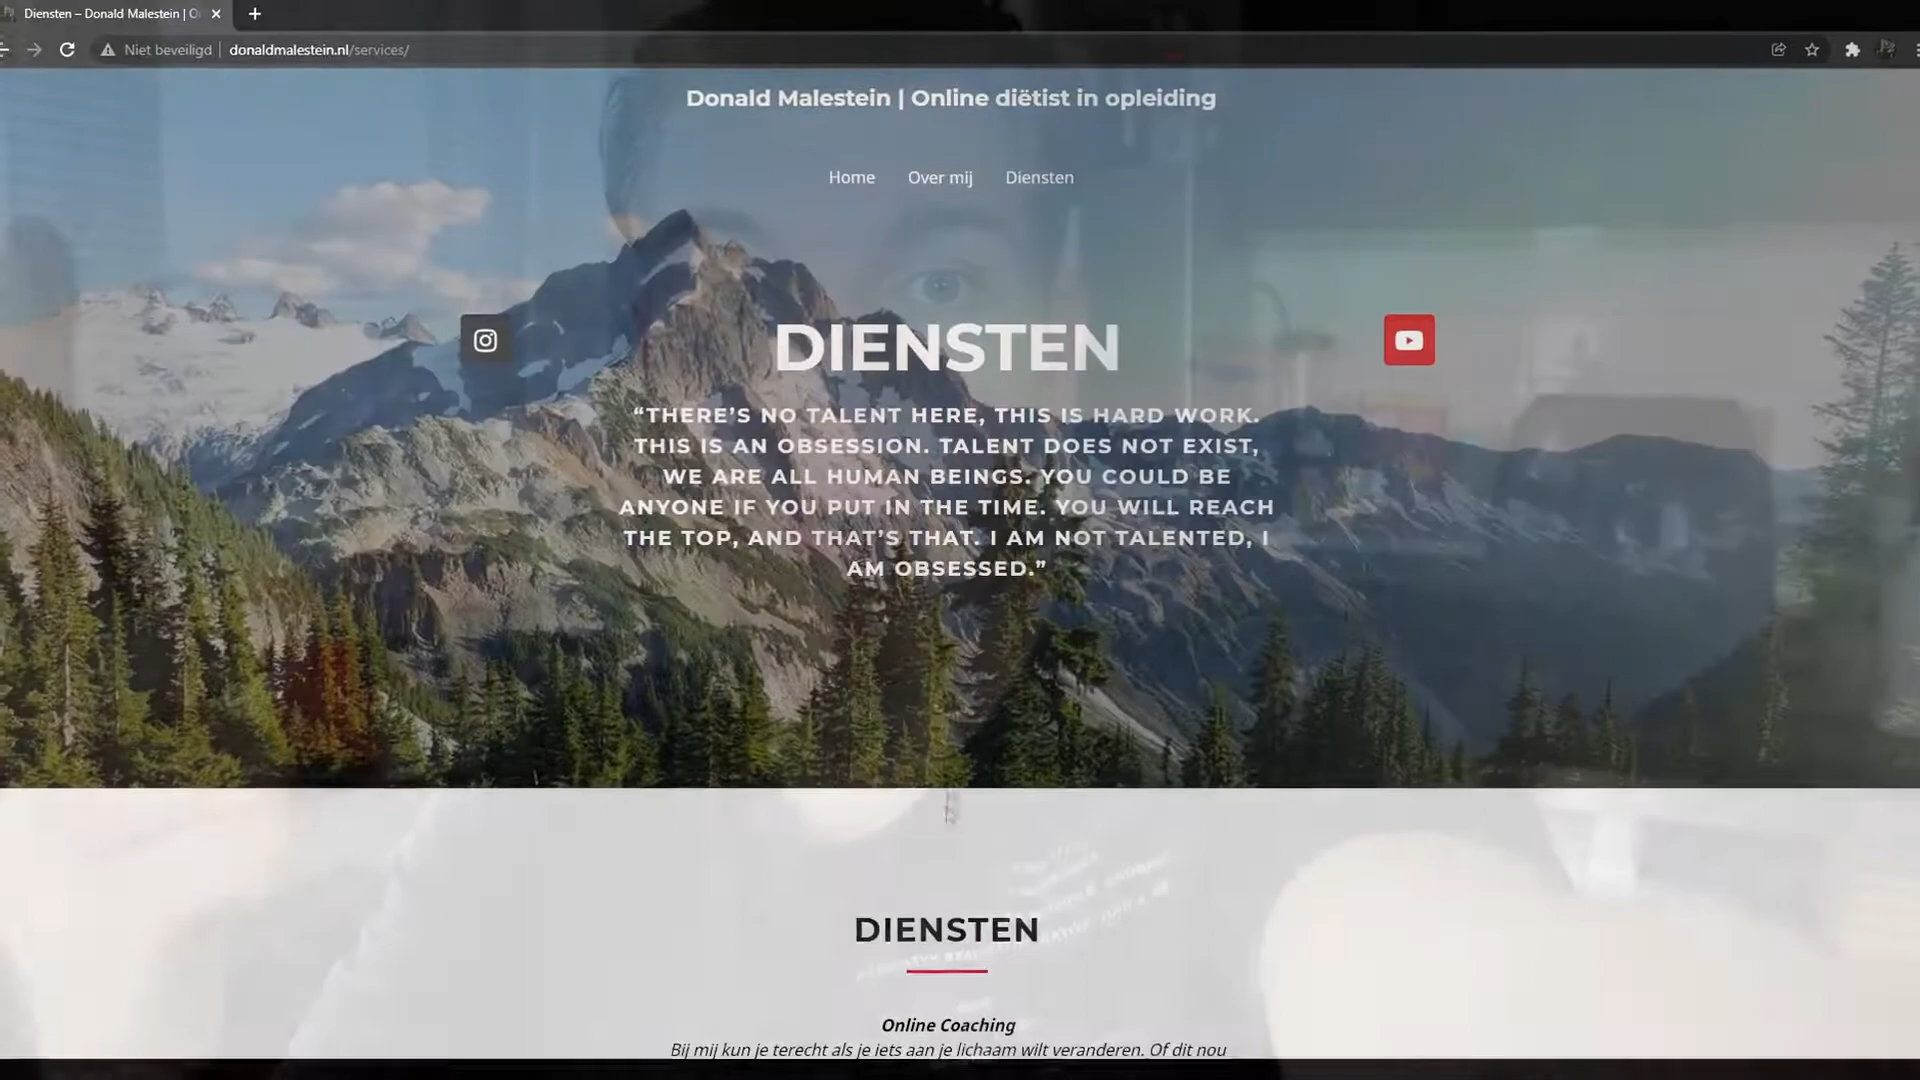 Diensten – Donald Malestein | O
Niet beveiligd
donaldmalestein.nl/services/
Donald Malestein | Online diëtist in opleiding
Home Over mij Diensten
DIENSTEN
“THERE’S NO TALENT HERE, THIS IS HARD WORK.
THIS IS AN OBSESSION. TALENT DOES NOT EXIST,
WE ARE ALL HUMAN BEINGS. YOU COULD BE
ANYONE IF YOU PUT IN THE TIME. YOU WILL REACH
THE TOP, AND THAT’S THAT. I AM NOT TALENTED, I
AM OBSESSED.”
DIENSTEN
Online Coaching
Bij mij kun je terecht als je iets aan je lichaam wilt veranderen. Of dit nou